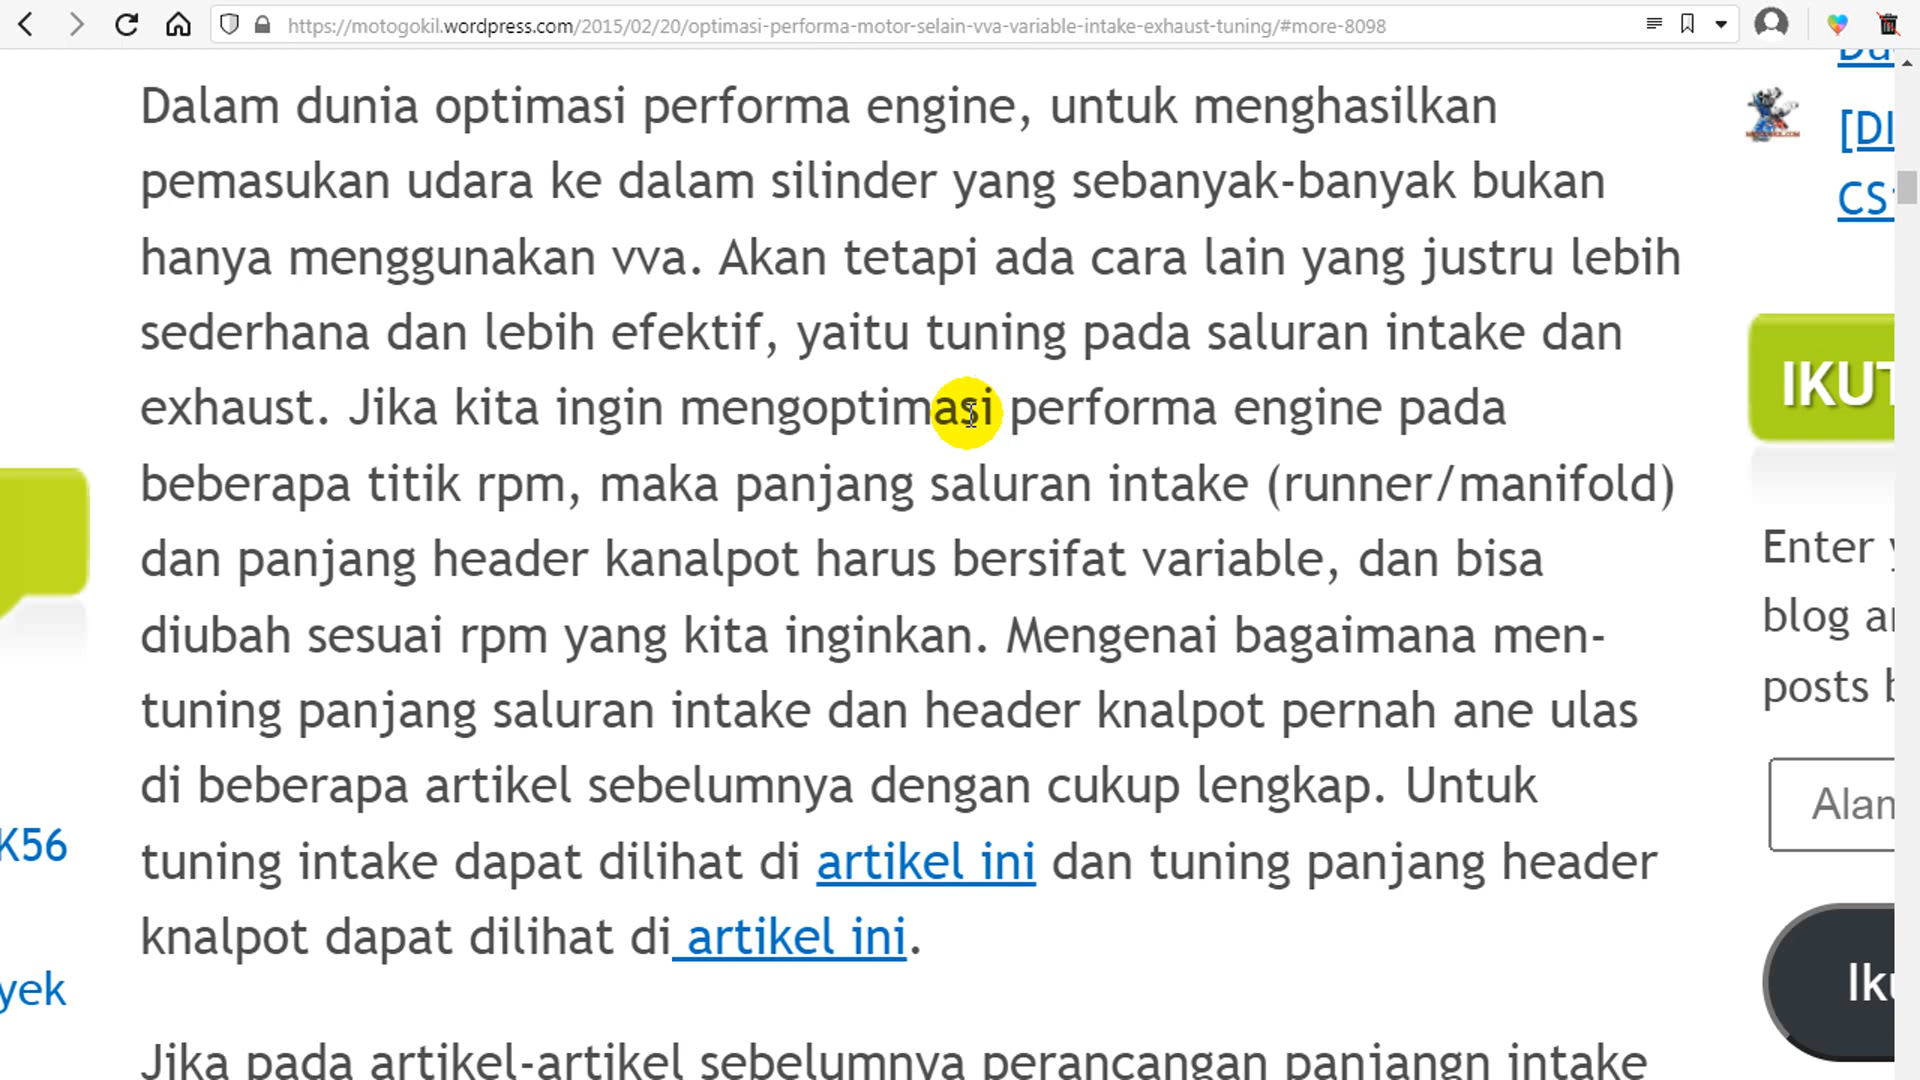 https://motogokil.wordpress.com/2015/02/20/optimasi-performa-motor-selain-vva-variable-intake-exhaust-tuning/#more-8098
Dalam dunia optimasi performa engine, untuk menghasilkan
pemasukan udara ke dalam silinder yang sebanyak-banyak bukan
hanya menggunakan vva. Akan tetapi ada cara lain yang justru lebih
sederhana dan lebih efektif, yaitu tuning pada saluran intake dan
exhaust. Jika kita ingin mengoptimasi performa engine pada
beberapa titik rpm, maka panjang saluran intake (runner/manifold)
dan panjang header kanalpot harus bersifat variable, dan bisa
diubah sesuai rpm yang kita inginkan. Mengenai bagaimana men-
tuning panjang saluran intake dan header knalpot pernah ane ulas
di beberapa artikel sebelumnya dengan cukup lengkap. Untuk
tuning intake dapat dilihat di artikel ini dan tuning panjang header
knalpot dapat dilihat di artikel ini.
Jika pada artikel-artikel sebelumnya perancangan panjangn intake
K56
yek
[DI
CS
IKUT
Enter
blog a
posts b
Alan
Iku